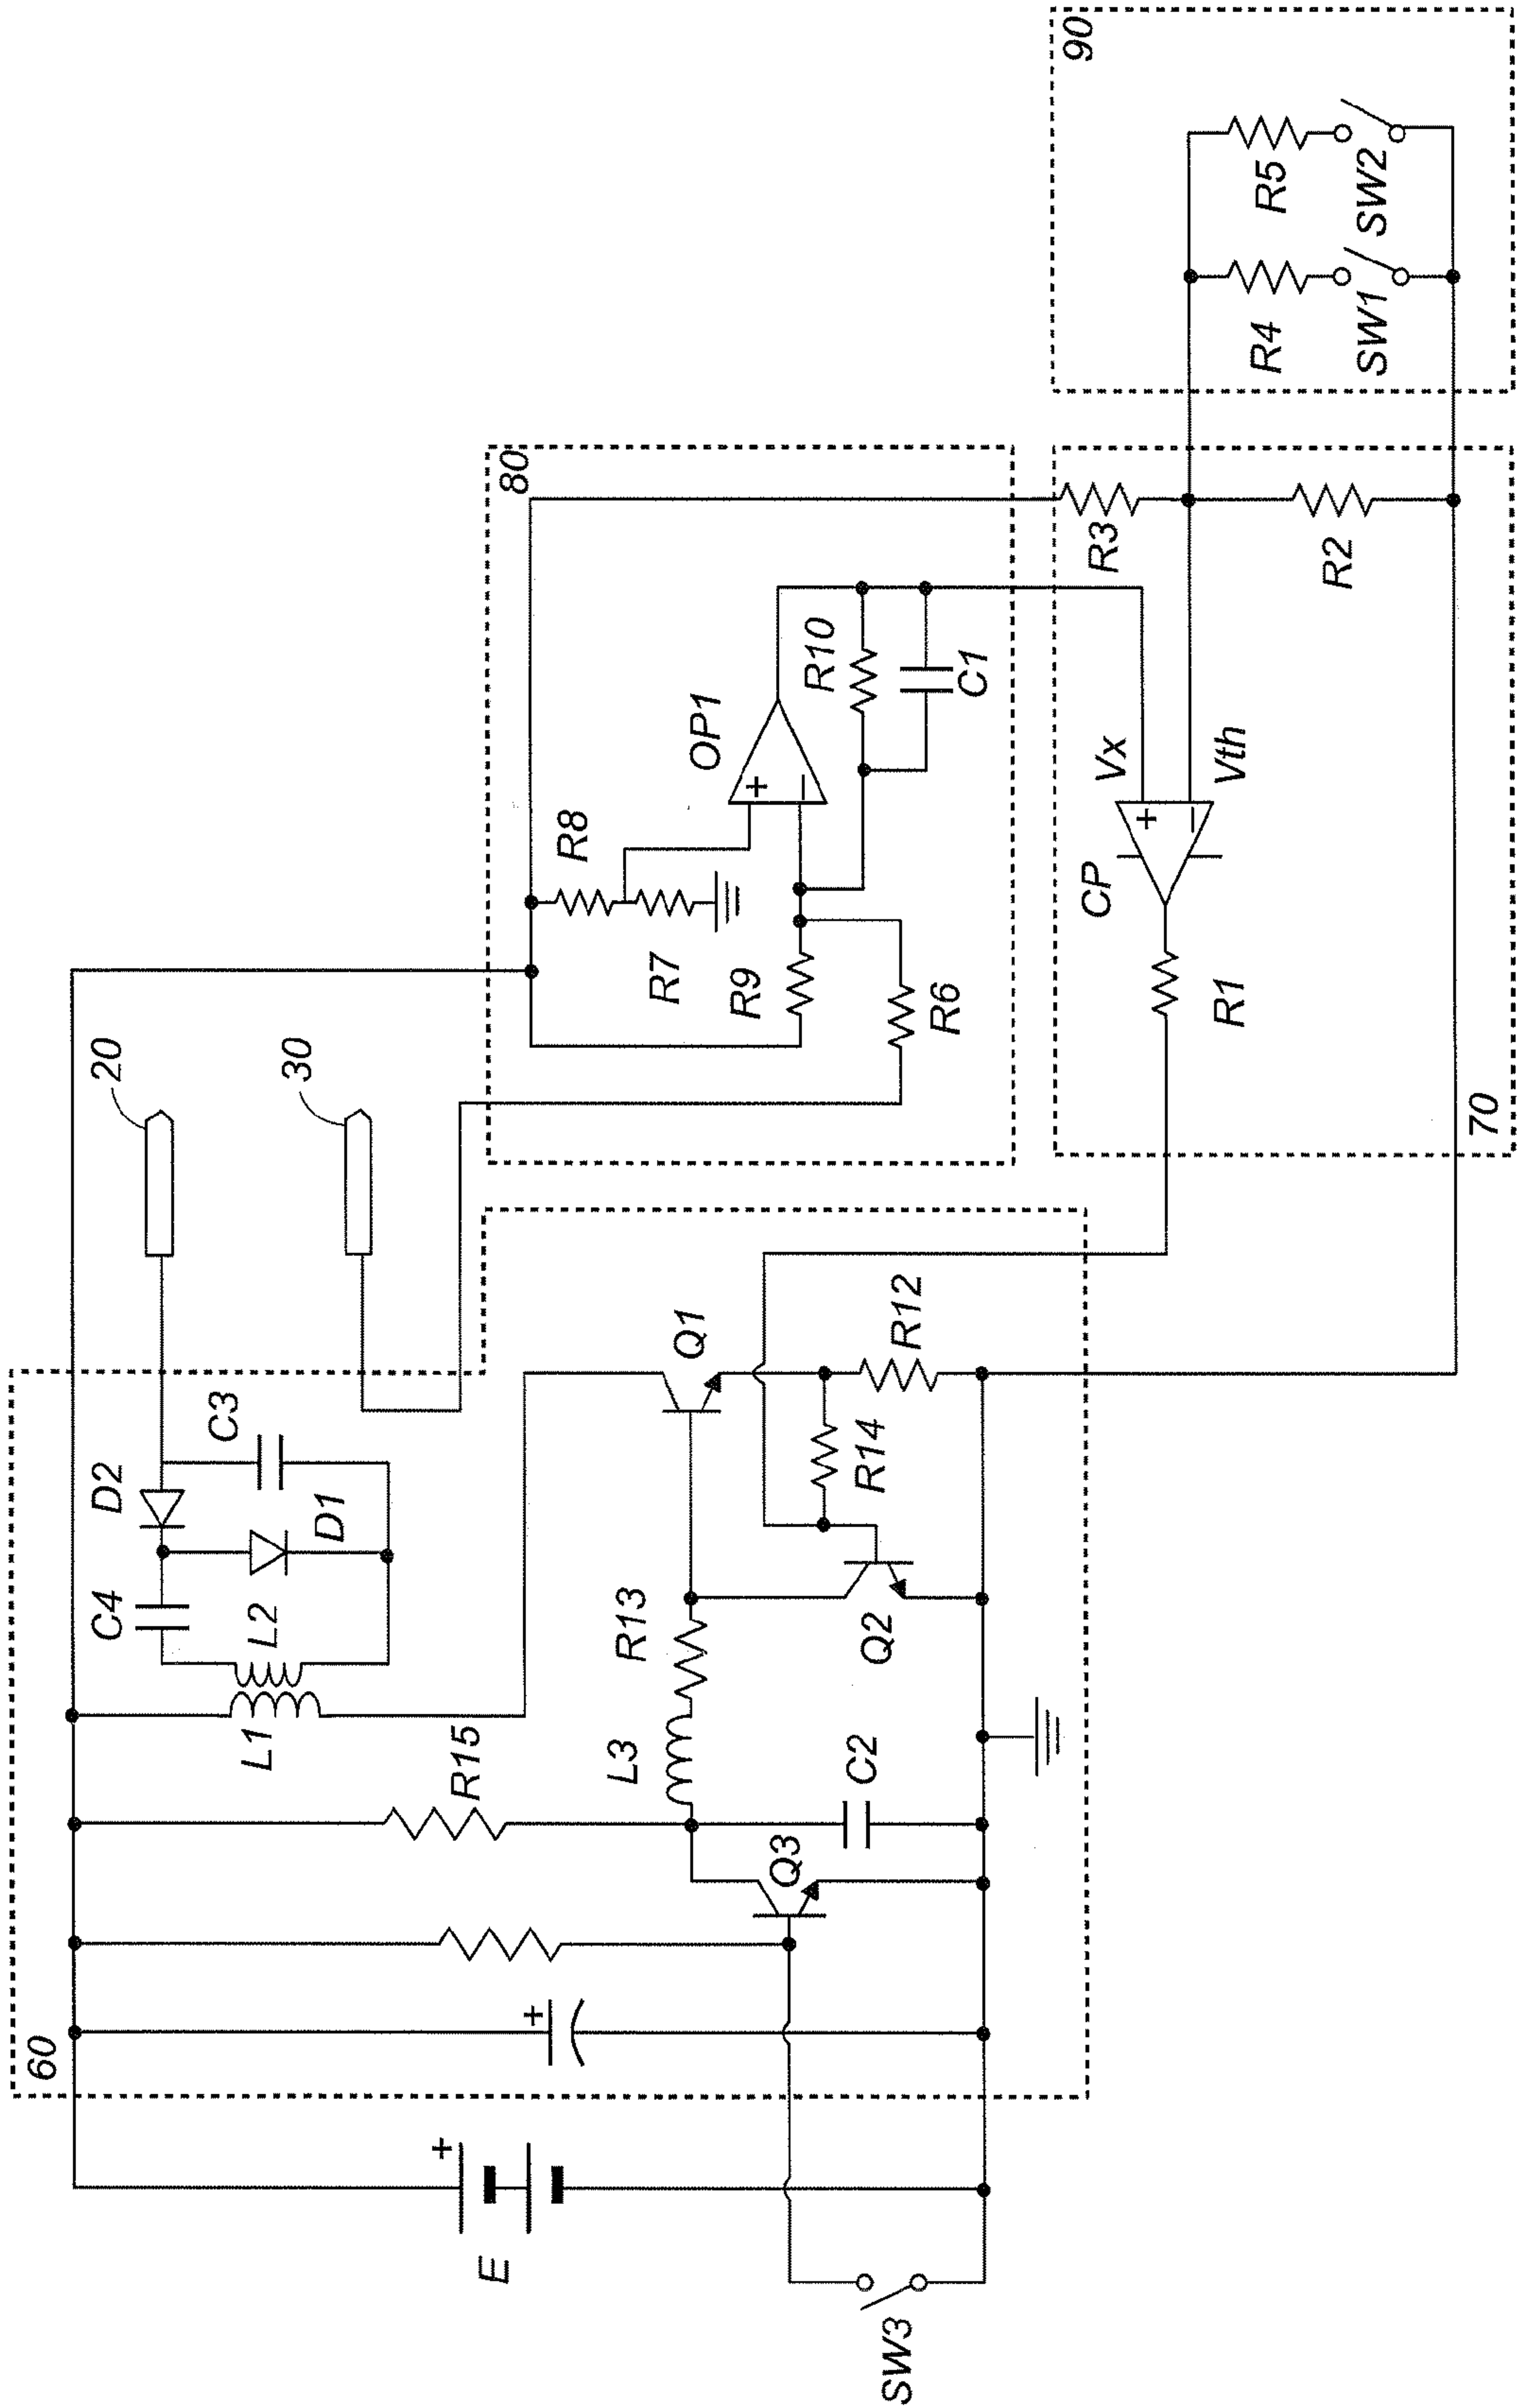 60
E
+
SW3
+
R15
L1
L2
C4
D2
D1
C3
20
30
L3
R13
Q3
C2
Q2
R14
Q1
R12
80
R8
R7
R9
R6
OP1
+
−
R10
C1
70
R3
R2
R1
CP
+
−
Vx
Vth
90
R4
R5
SW1
SW2